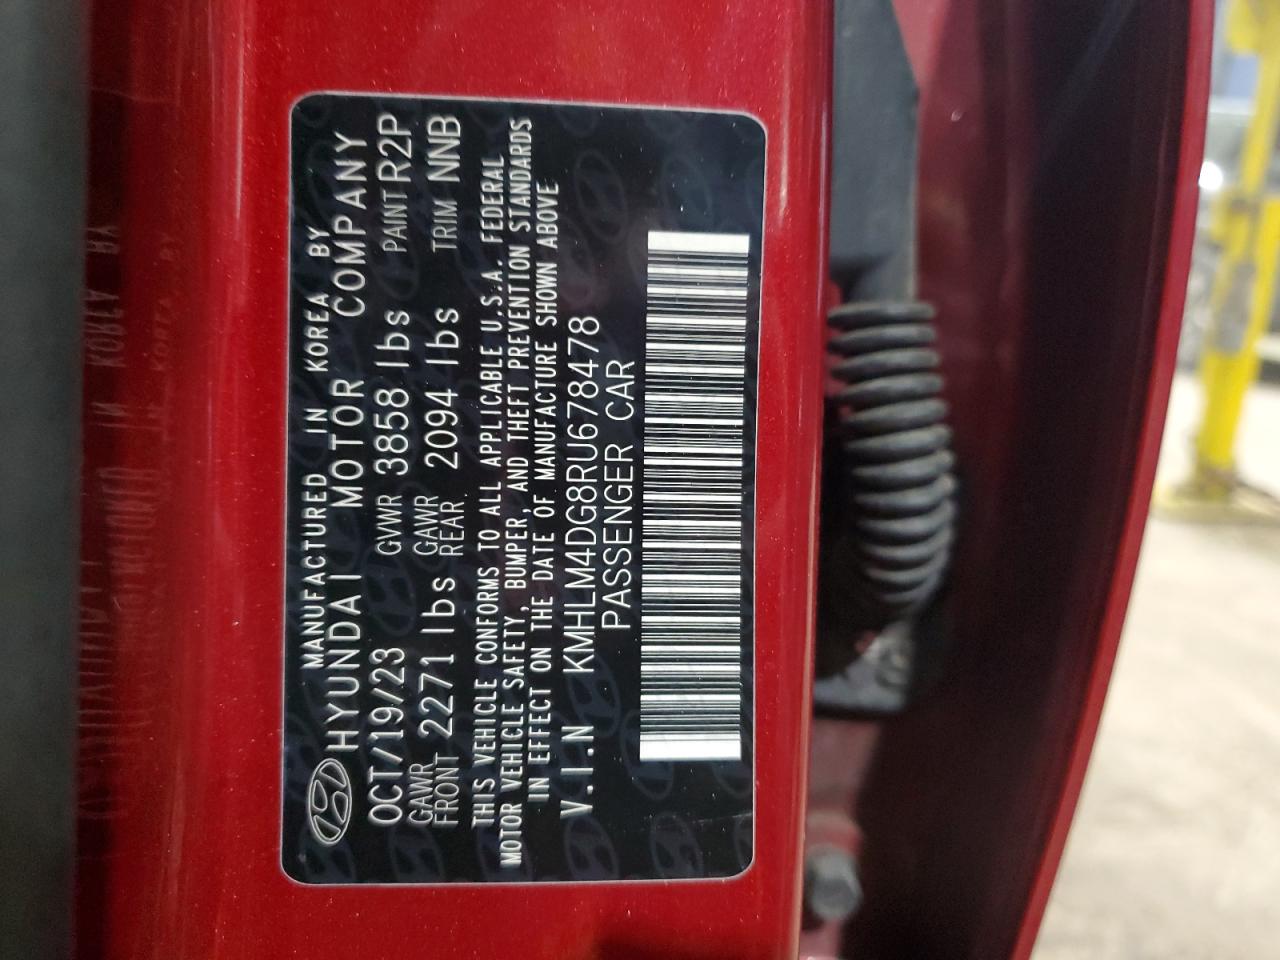 MANUFACTURED IN KOREA BY
HYUNDAI MOTOR COMPANY
OCT/19/23 GVWR 3858 lbs PAINT R2P
GAWR FRONT 2271 lbs GAWR REAR 2094 lbs TRIM NNB
THIS VEHICLE CONFORMS TO ALL APPLICABLE U.S.A. FEDERAL
MOTOR VEHICLE SAFETY, BUMPER, AND THEFT PREVENTION STANDARDS
IN EFFECT ON THE DATE OF MANUFACTURE SHOWN ABOVE
V.I.N KMHLM4DG8RU678478
PASSENGER CAR